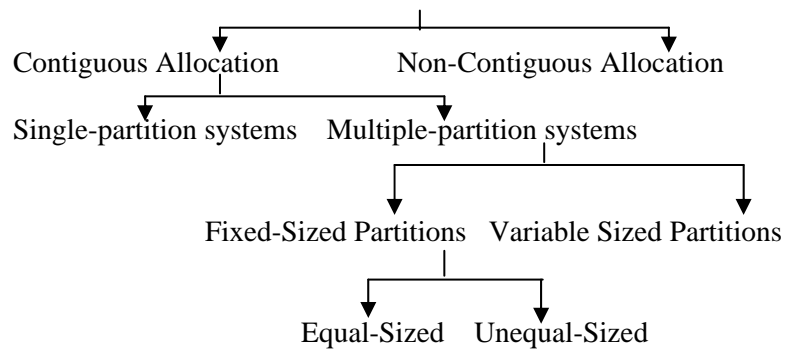 Contiguous Allocation Non-Contiguous Allocation
Single-partition systems Multiple-partition systems
Fixed-Sized Partitions Variable Sized Partitions
Equal-Sized Unequal-Sized